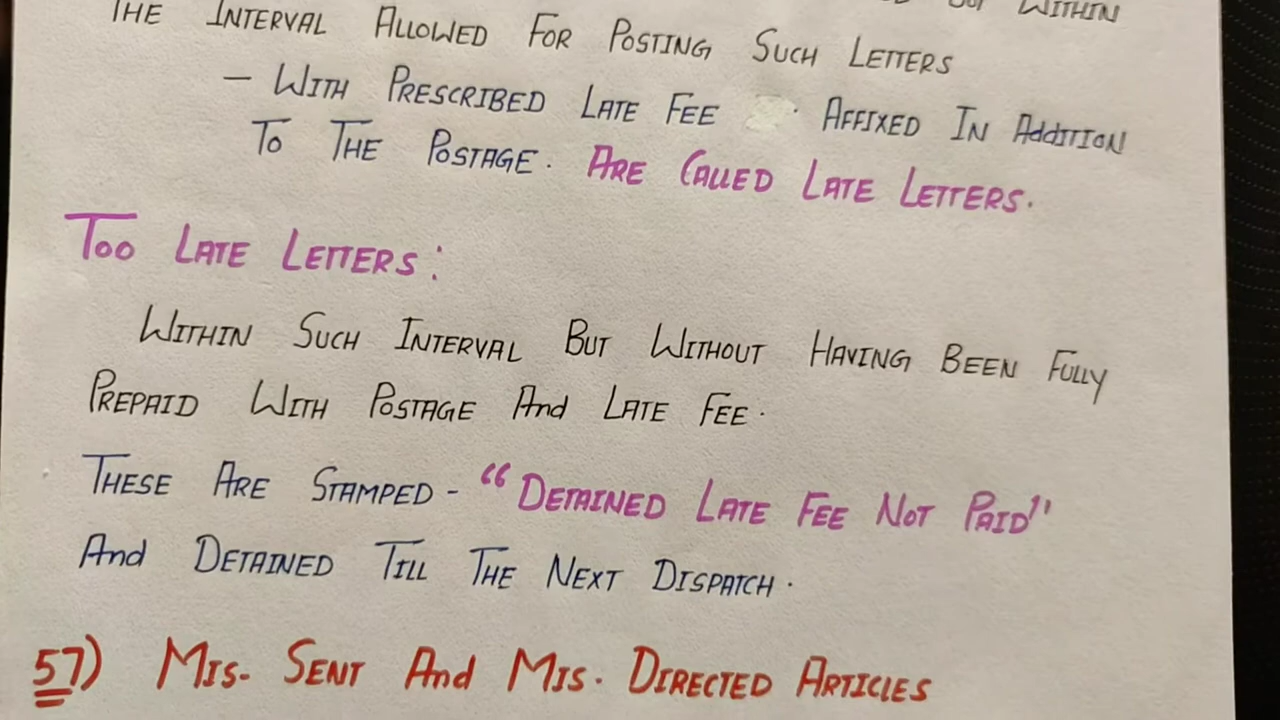 WITHIN
THE INTERVAL ALLOWED FOR POSTING SUCH LETTERS
- WITH PRESCRIBED LATE FEE AFFIXED IN ADDITION
TO THE POSTAGE. ARE CALLED LATE LETTERS.
TOO LATE LETTERS:
WITHIN SUCH INTERVAL BUT WITHOUT HAVING BEEN FULLY
PREPAID WITH POSTAGE And LATE FEE.
THESE ARE STAMPED - "DETAINED LATE FEE NOT PAID"
And DETAINED TILL THE NEXT DISPATCH.
57) MIS. SENT And MIS. DIRECTED ARTICLES